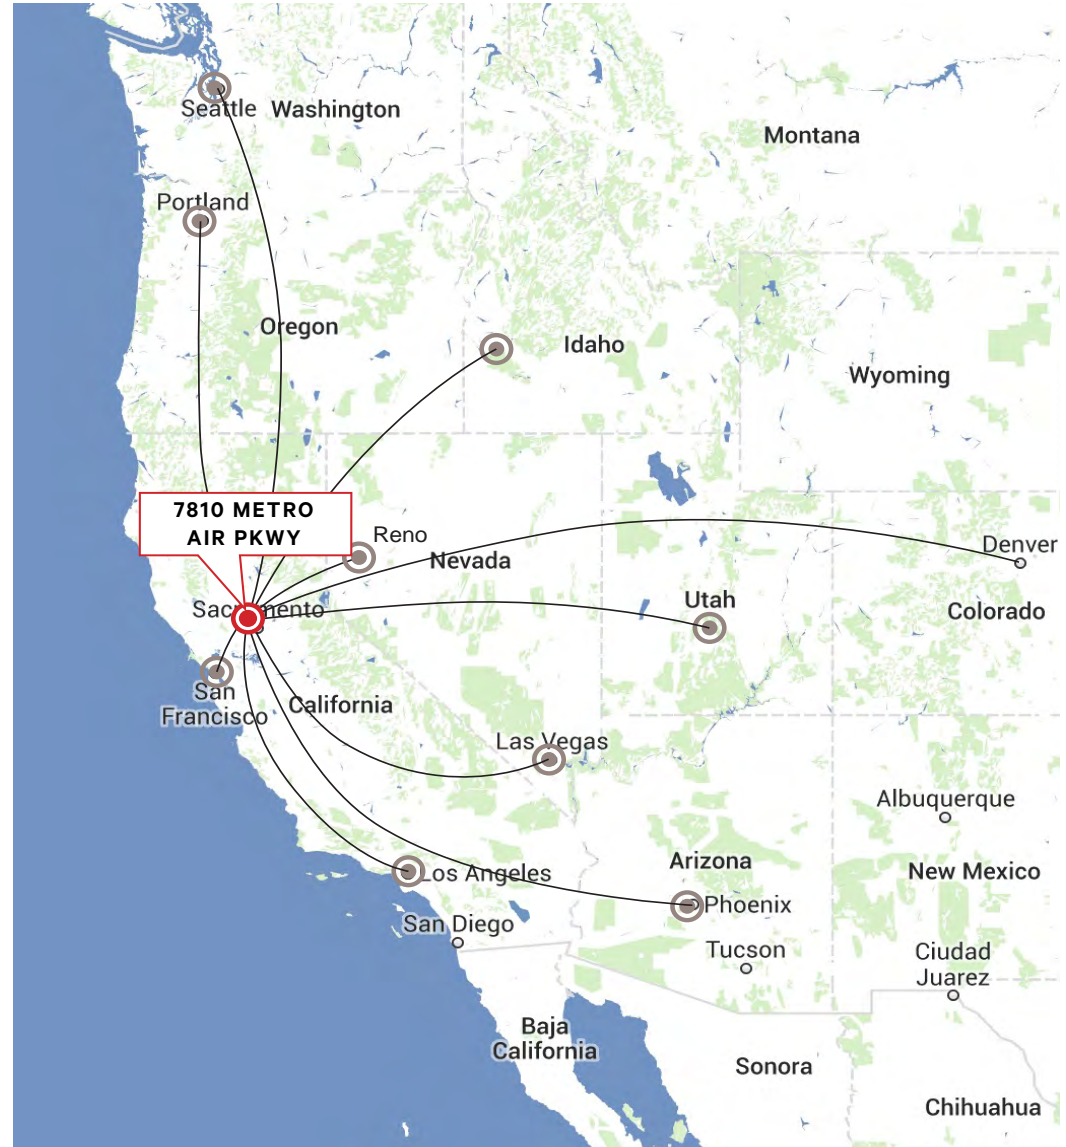 Seattle
Washington
Montana
Portland
Oregon
Idaho
Wyoming
7810 METRO
AIR PKWY
Reno
Nevada
Denver
Sacramento
Utah
Colorado
San
Francisco
California
Las Vegas
Albuquerque
Arizona
New Mexico
Los Angeles
Phoenix
San Diego
Tucson
Ciudad
Juarez
Baja
California
Sonora
Chihuahua